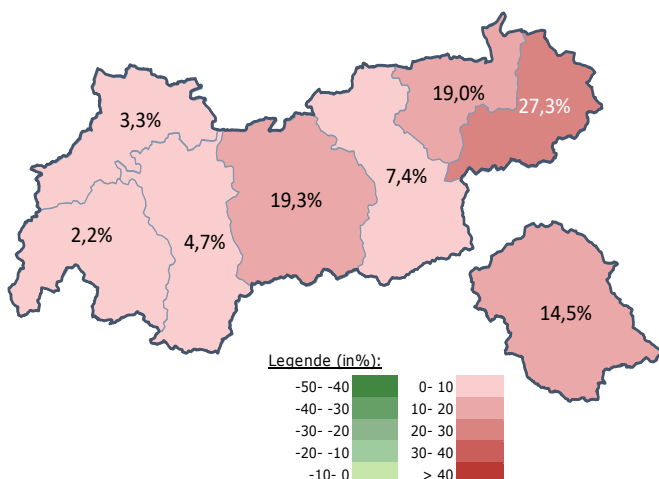 19,0%
27,3%
3,3%
7,4%
19,3%
2,2%
4,7%
14,5%
Legende (in%):
-50- -40 0- 10
-40- -30 10- 20
-30- -20 20- 30
-20- -10 30- 40
-10- 0 > 40